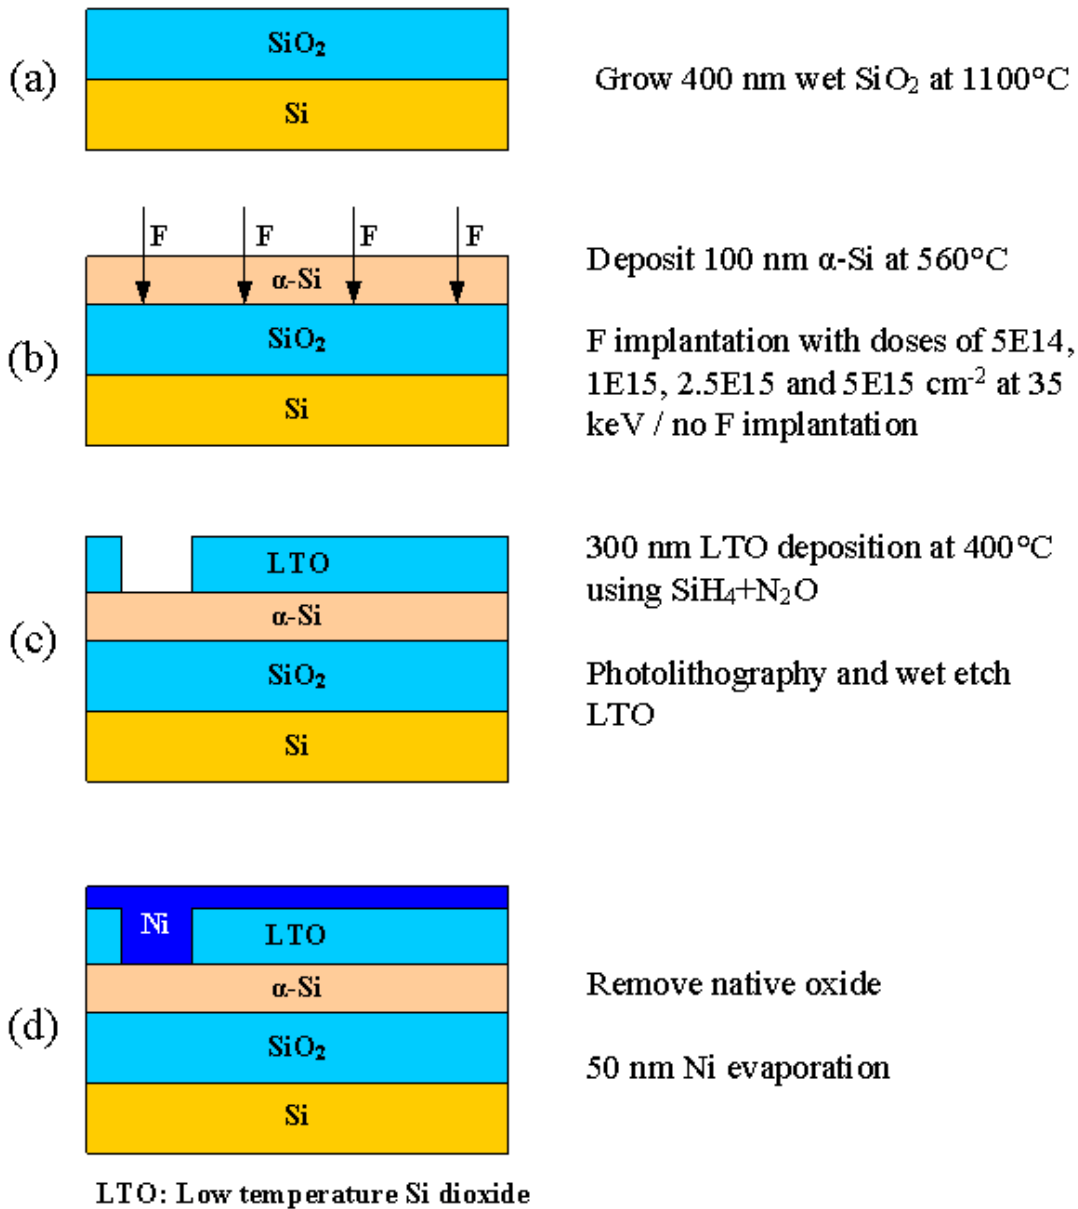 (a)
SiO₂
Si
Grow 400 nm wet SiO₂ at 1100°C
(b)
F F F F
α-Si
SiO₂
Si
Deposit 100 nm α-Si at 560°C
F implantation with doses of 5E14,
1E15, 2.5E15 and 5E15 cm⁻² at 35
keV / no F implantation
(c)
LTO
α-Si
SiO₂
Si
300 nm LTO deposition at 400°C
using SiH₄+N₂O
Photolithography and wet etch
LTO
(d)
Ni
LTO
α-Si
SiO₂
Si
Remove native oxide
50 nm Ni evaporation
LTO: Low temperature Si dioxide